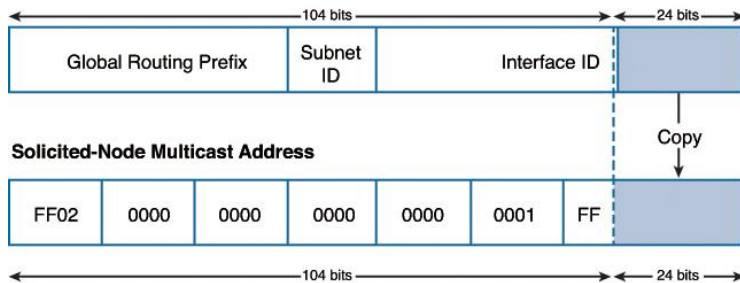 104 bits 24 bits
Global Routing Prefix Subnet ID Interface ID
Copy
Solicited-Node Multicast Address
FF02 0000 0000 0000 0000 0001 FF
104 bits 24 bits